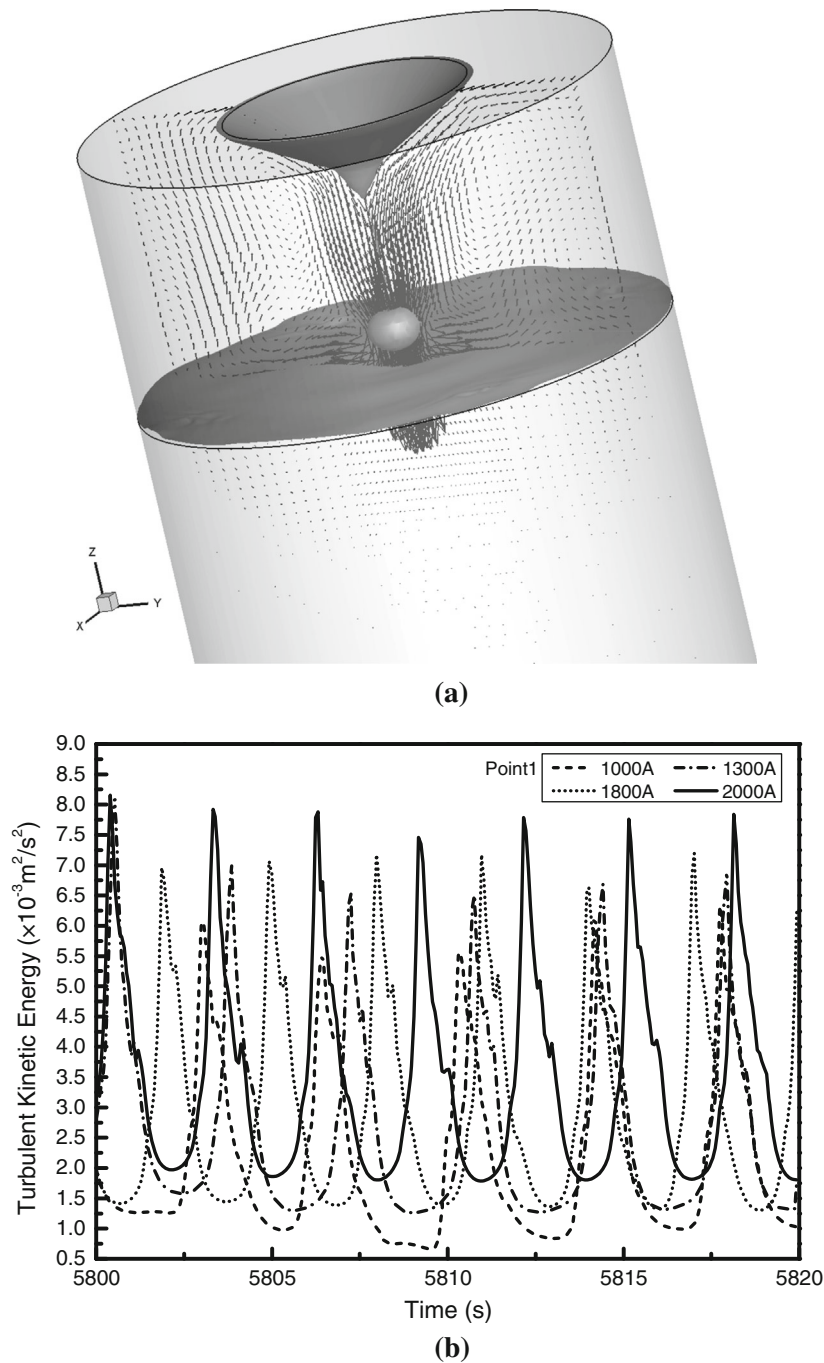 Z
Y
X
(a)
Turbulent Kinetic Energy (×10⁻³m²/s²)
9.0
8.5
8.0
7.5
7.0
6.5
6.0
5.5
5.0
4.5
4.0
3.5
3.0
2.5
2.0
1.5
1.0
0.5
Point1 1000A 1300A
1800A 2000A
5800 5805 5810 5815 5820
Time (s)
(b)